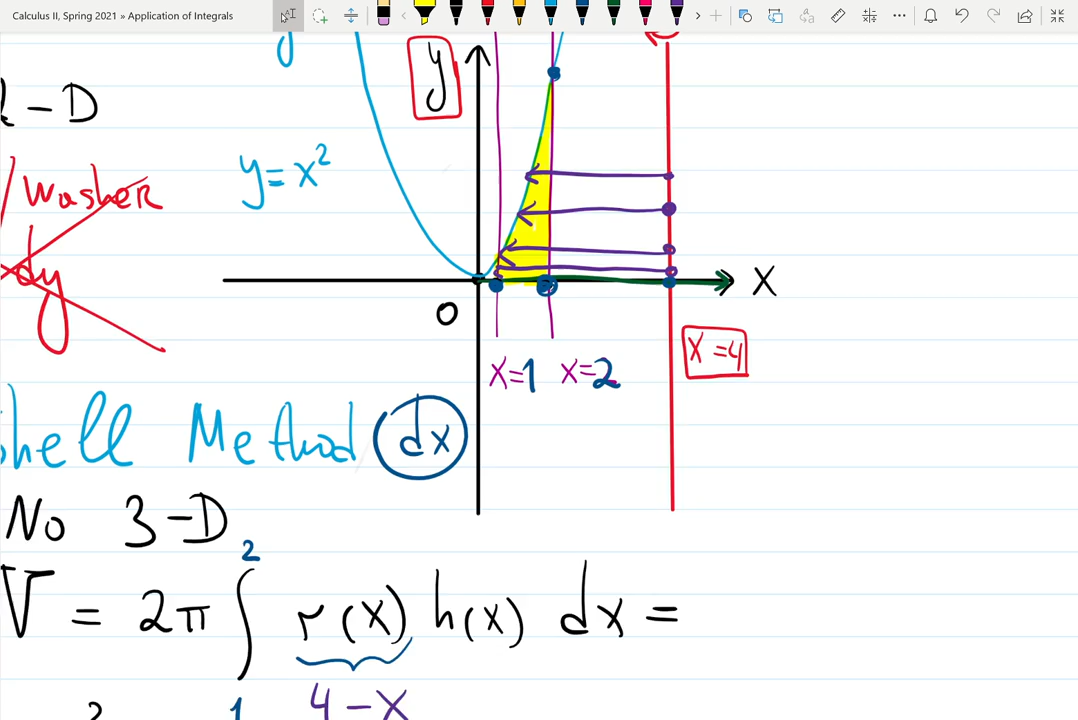 Calculus II, Spring 2021 » Application of Integrals
y
- D
/ Washer
y = x²
dy
x
0
x = 4
x=1 x=2
hell Method dx
No 3-D
2
V = 2π ∫ r(x) h(x) dx =
1 4-x
2